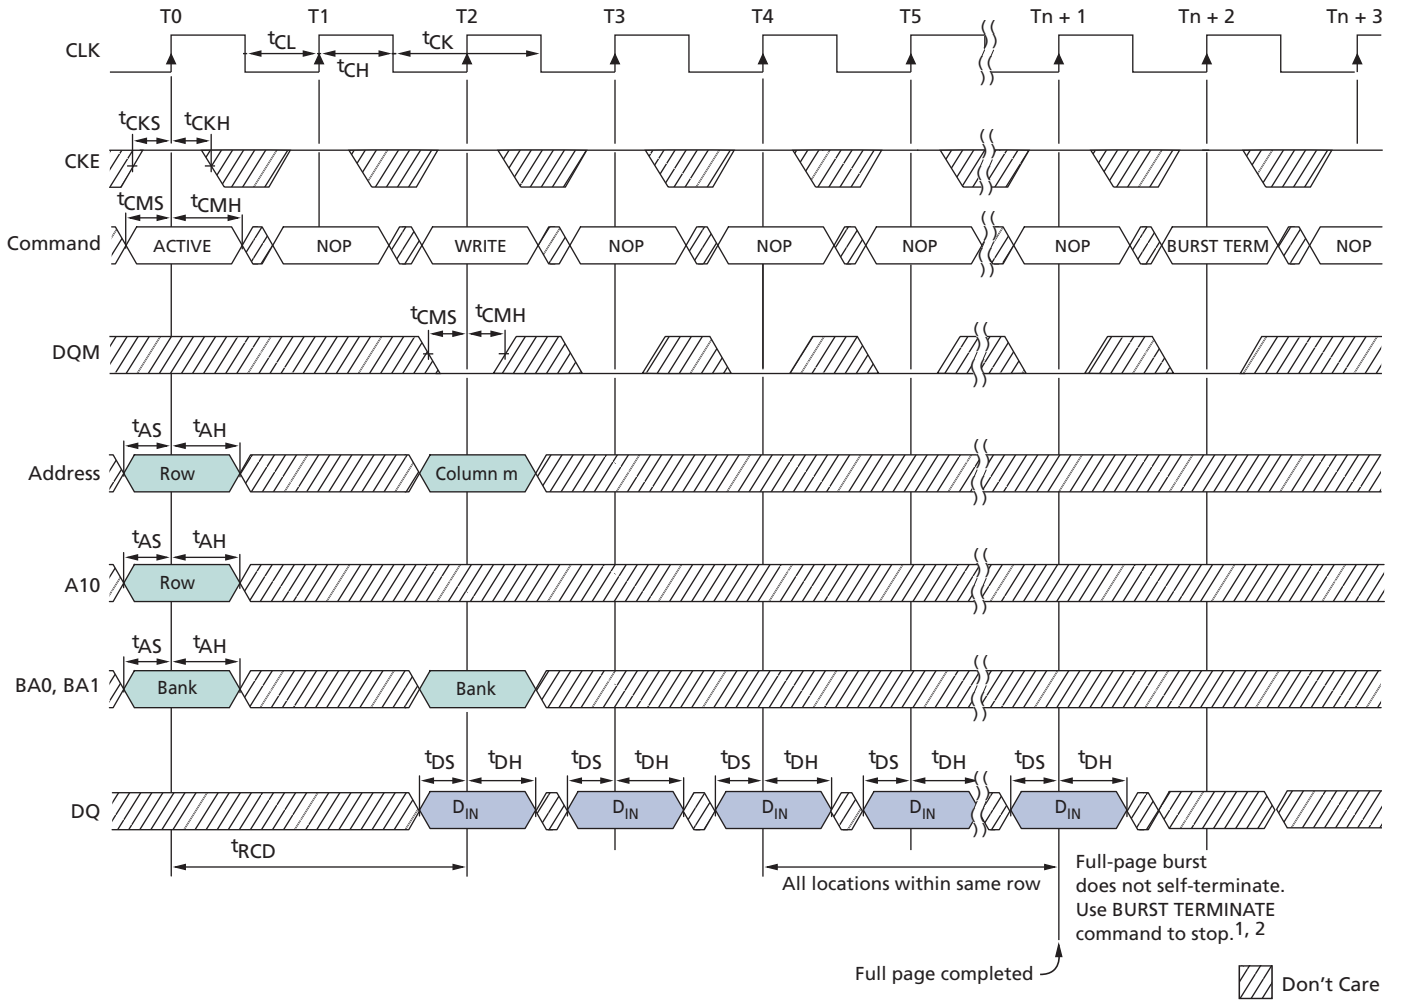 T0 T1 T2 T3 T4 T5 Tn + 1 Tn + 2 Tn + 3
CLK
tCL tCK
tCH
tCKS tCKH
CKE
tCMS tCMH
Command ACTIVE NOP WRITE NOP NOP NOP NOP BURST TERM NOP
tCMS tCMH
DQM
tAS tAH
Address Row Column m
tAS tAH
A10 Row
tAS tAH
BA0, BA1 Bank Bank
tDS tDH tDS tDH tDS tDH tDS tDH tDS tDH
DQ DIN DIN DIN DIN DIN
tRCD
All locations within same row
Full-page burst
does not self-terminate.
Use BURST TERMINATE
command to stop.1, 2
Full page completed
Don't Care